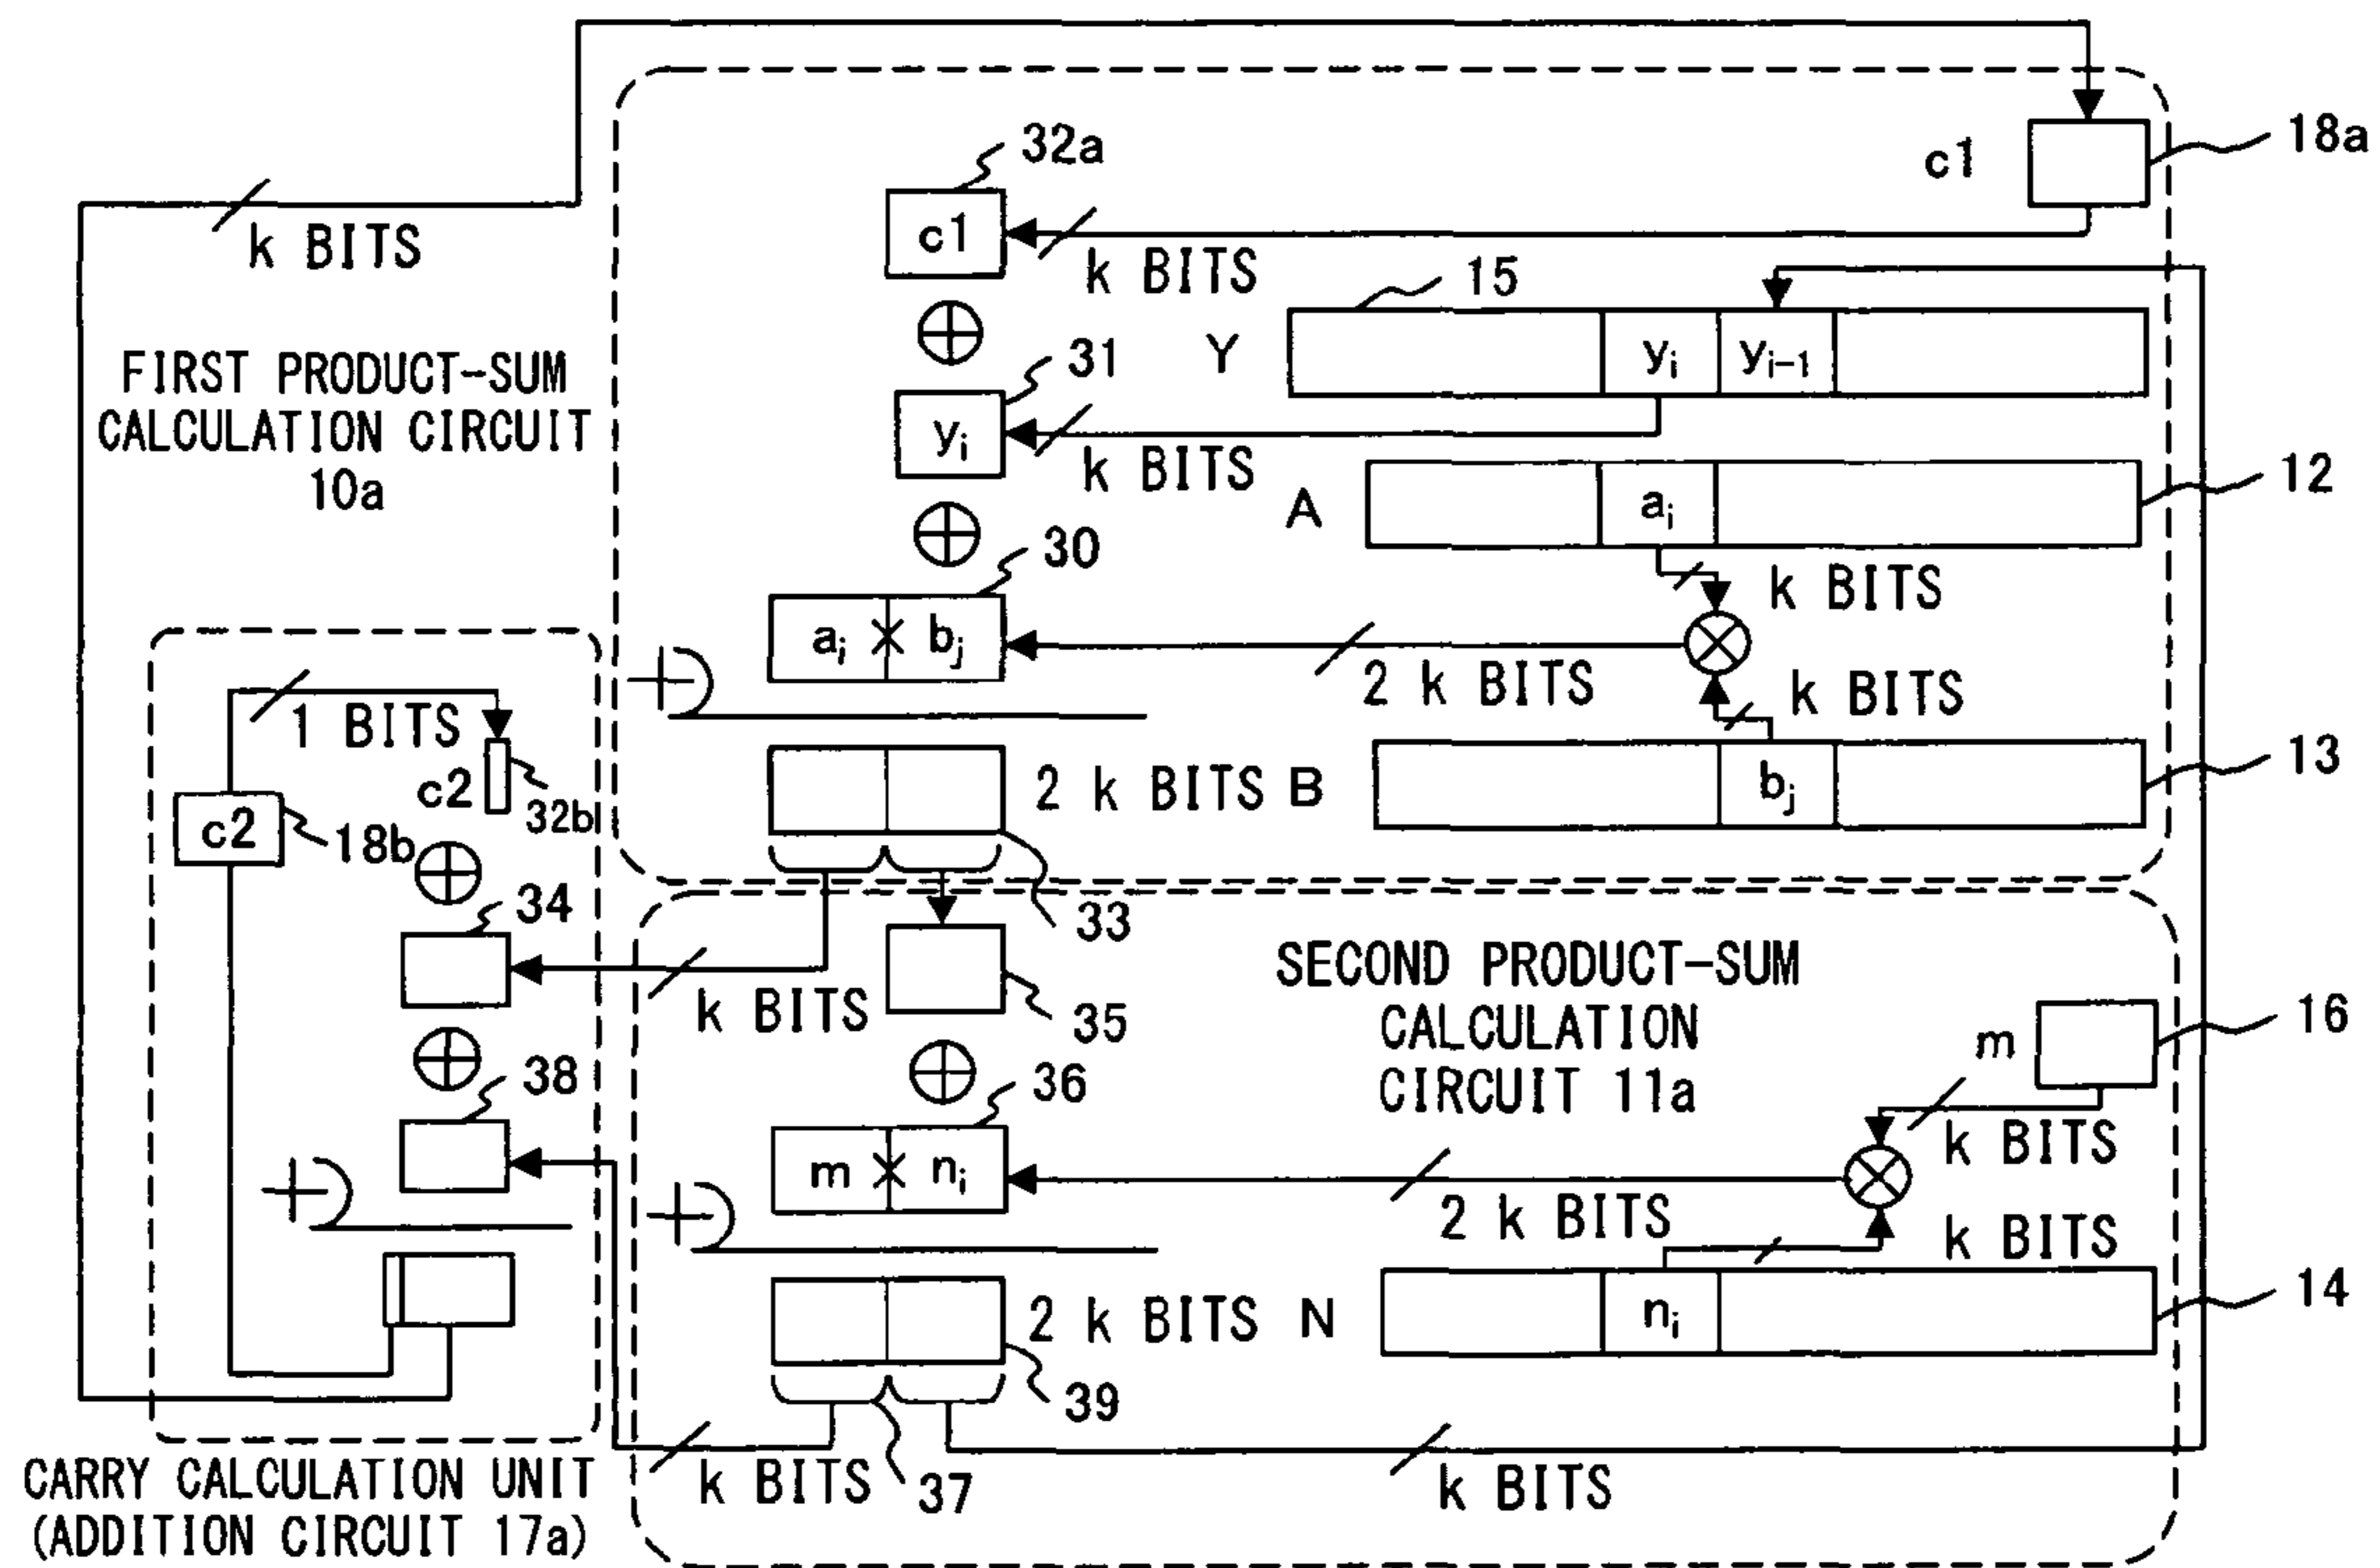 18a
c1
32a
k BITS
c1
k BITS
15
FIRST PRODUCT-SUM
CALCULATION CIRCUIT
10a
31
Y
yi yi-1
yi
k BITS
12
A
ai
30
k BITS
ai × bj
2 k BITS
k BITS
1 BITS
13
c2
32b
2 k BITS B
bj
c2
18b
34
33
SECOND PRODUCT-SUM
CALCULATION
CIRCUIT 11a
k BITS
35
16
m
38
36
k BITS
m × ni
2 k BITS
k BITS
14
2 k BITS N
ni
39
CARRY CALCULATION UNIT
(ADDITION CIRCUIT 17a)
k BITS
37
k BITS